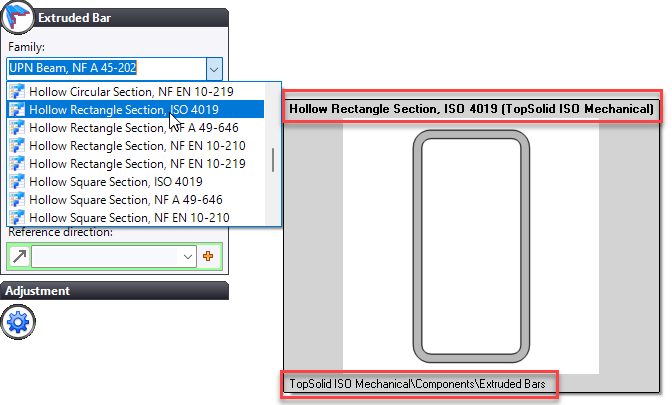 Extruded Bar
Family:
UPN Beam, NF A 45-202
Hollow Circular Section, NF EN 10-219
Hollow Rectangle Section, ISO 4019
Hollow Rectangle Section, NF A 49-646
Hollow Rectangle Section, NF EN 10-210
Hollow Rectangle Section, NF EN 10-219
Hollow Square Section, ISO 4019
Hollow Square Section, NF A 49-646
Hollow Square Section, NF EN 10-210
Reference direction:
Adjustment
Hollow Rectangle Section, ISO 4019 (TopSolid ISO Mechanical)
TopSolid ISO Mechanical\Components\Extruded Bars